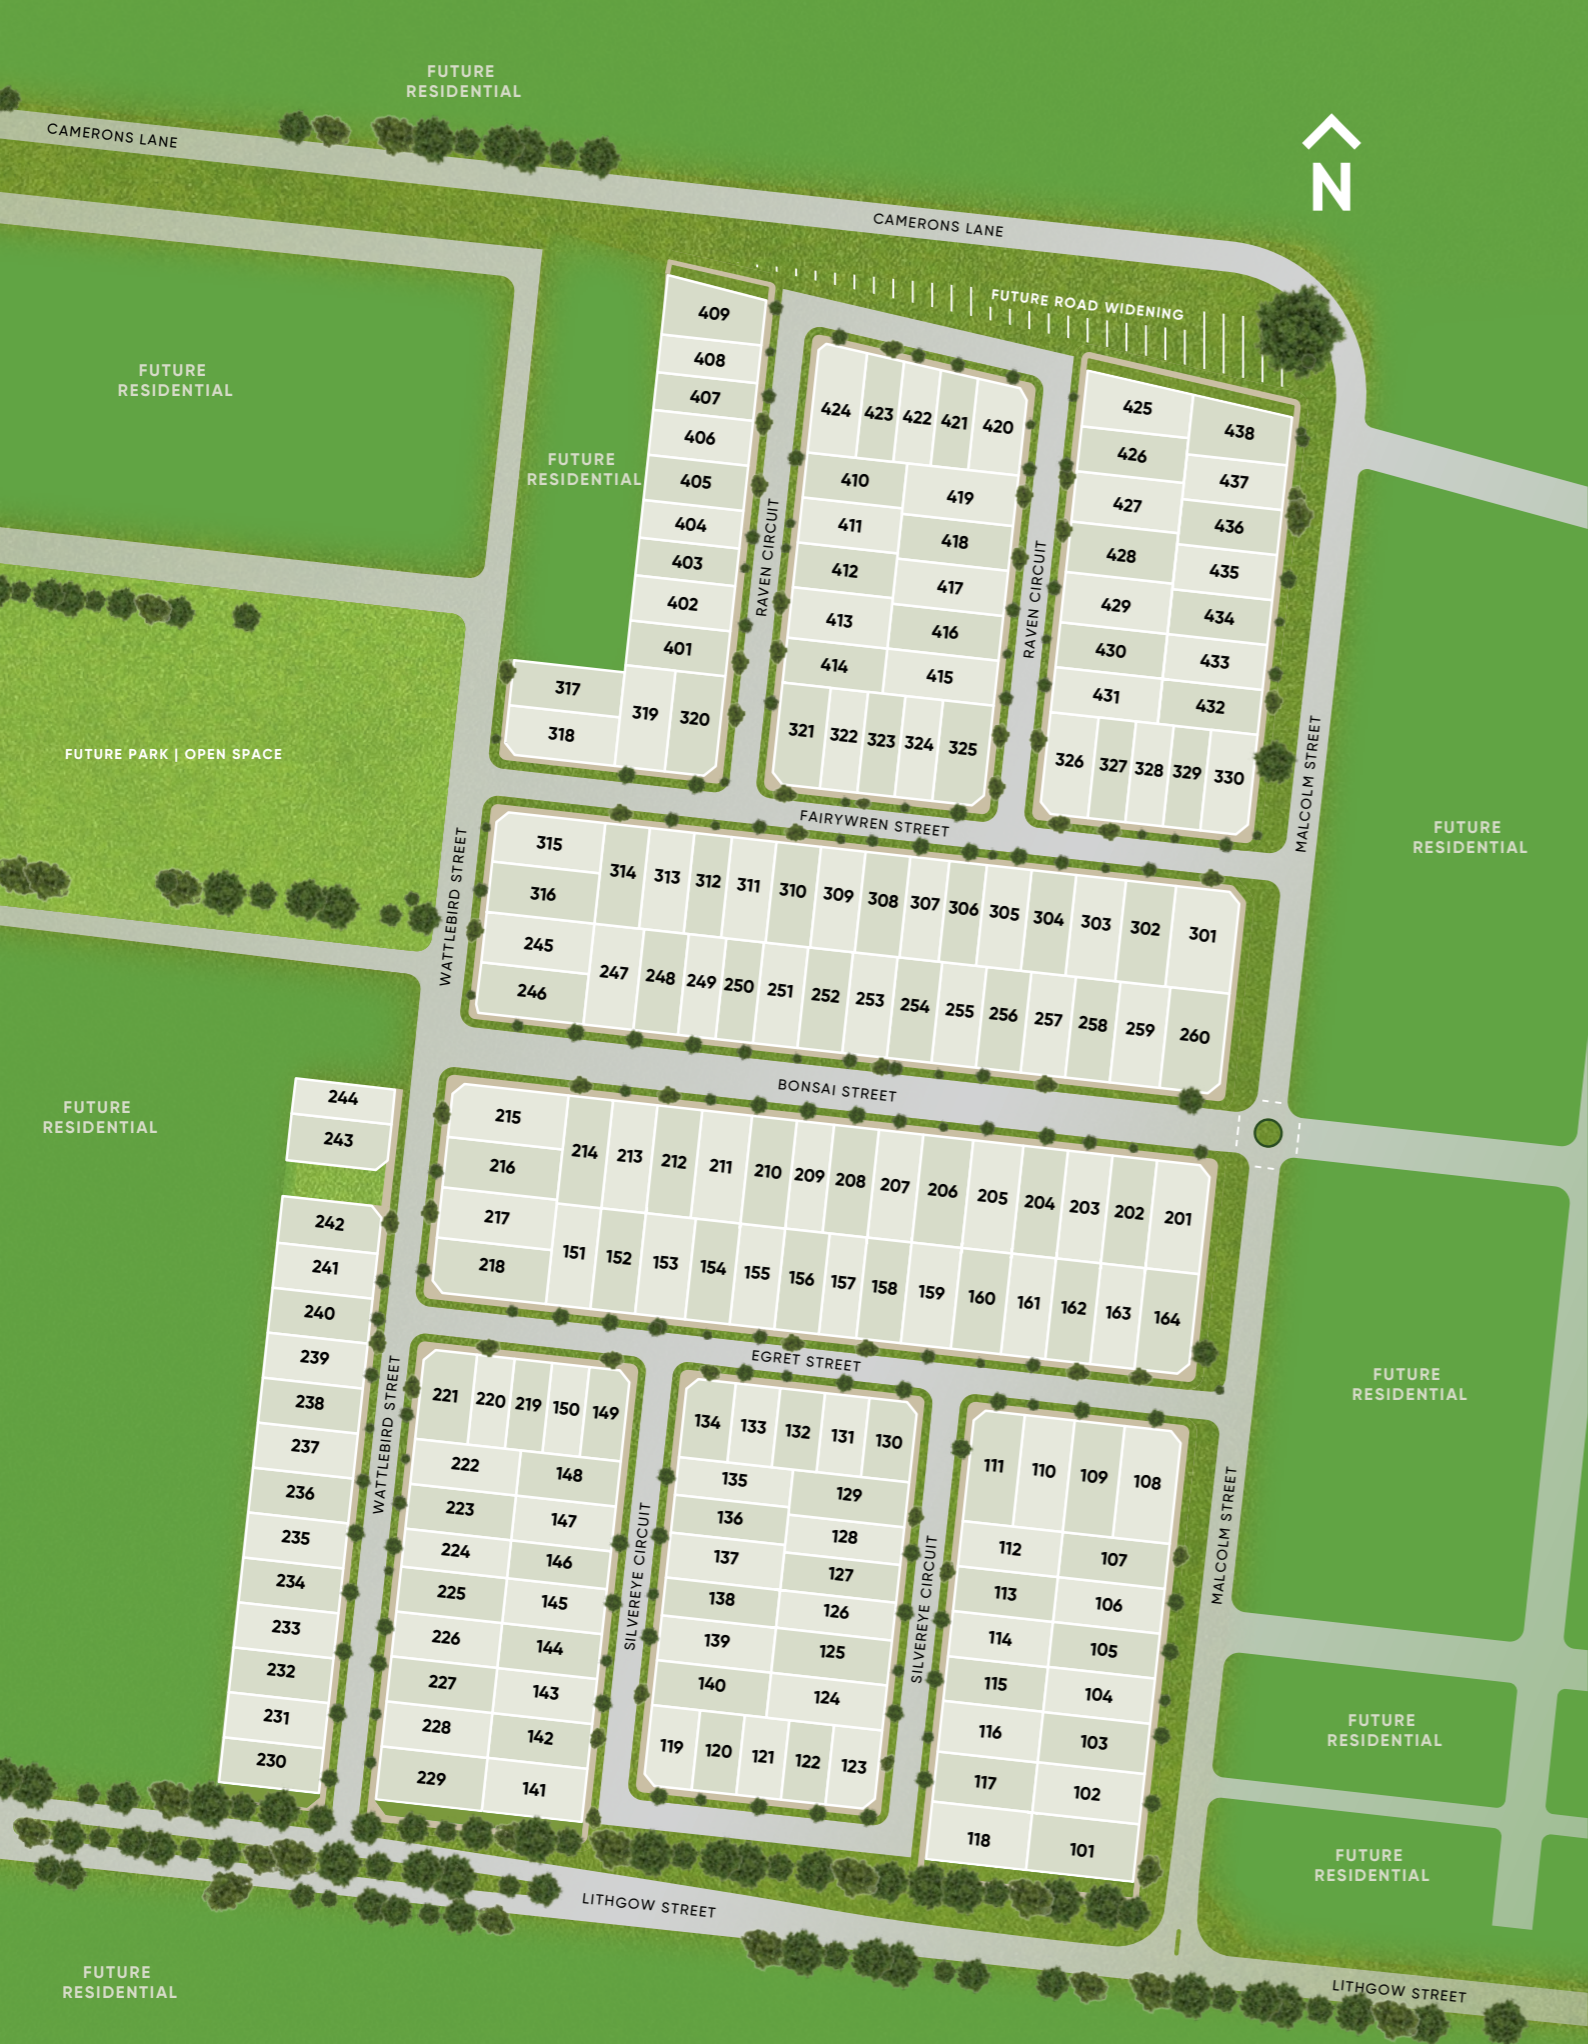 FUTURE
RESIDENTIAL
CAMERONS LANE
N
CAMERONS LANE
FUTURE ROAD WIDENING
FUTURE
RESIDENTIAL
FUTURE
RESIDENTIAL
409
408
407
406
405
404
403
402
401
RAVEN CIRCUIT
424 423 422 421 420
410 419
411 418
412 417
413 416
414 415
321 322 323 324 325
RAVEN CIRCUIT
425 438
426 437
427 436
428 435
429 434
430 433
431 432
326 327 328 329 330
317
318
319 320
MALCOLM STREET
FUTURE PARK | OPEN SPACE
FAIRYWREN STREET
FUTURE
RESIDENTIAL
WATTLEBIRD STREET
315
316
314 313 312 311 310 309 308 307 306 305 304 303 302 301
245
246
247 248 249 250 251 252 253 254 255 256 257 258 259 260
BONSAI STREET
FUTURE
RESIDENTIAL
244
243
215
216
214 213 212 211 210 209 208 207 206 205 204 203 202 201
217
218
151 152 153 154 155 156 157 158 159 160 161 162 163 164
242
241
240
239
238
237
236
235
234
233
232
231
230
EGRET STREET
FUTURE
RESIDENTIAL
WATTLEBIRD STREET
221 220 219 150 149
222 148
223 147
224 146
225 145
226 144
227 143
228 142
229 141
SILVEREYE CIRCUIT
134 133 132 131 130
135 129
136 128
137 127
138 126
139 125
140 124
119 120 121 122 123
SILVEREYE CIRCUIT
111 110 109 108
112 107
113 106
114 105
115 104
116 103
117 102
118 101
MALCOLM STREET
FUTURE
RESIDENTIAL
FUTURE
RESIDENTIAL
LITHGOW STREET
FUTURE
RESIDENTIAL
LITHGOW STREET